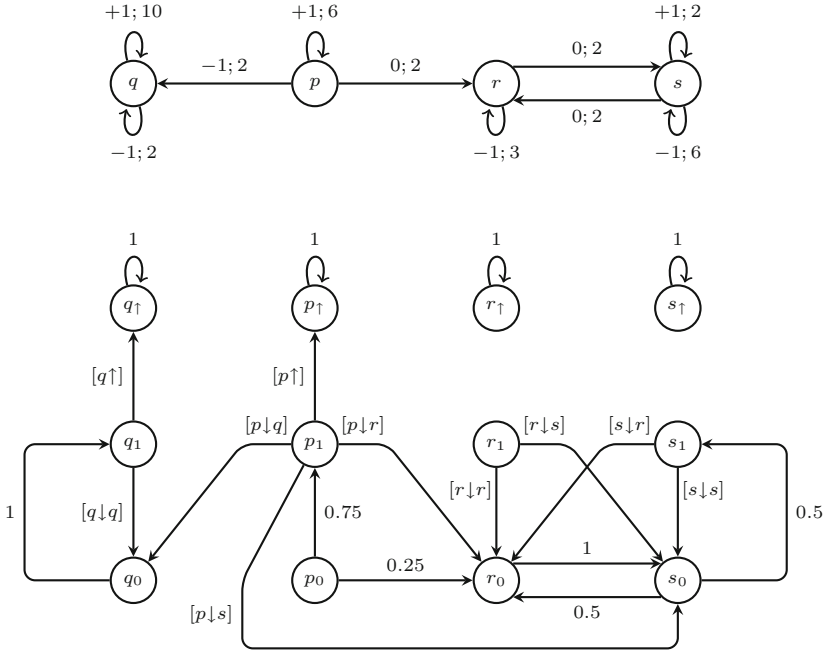 +1; 10 +1; 6 +1; 2
0; 2
−1; 2 0; 2
q p r s
0; 2
−1; 2 −1; 3 −1; 6
1 1 1 1
q↑ p↑ r↑ s↑
[q↑] [p↑]
[p↓q] [p↓r] [r↓s] [s↓r]
q₁ p₁ r₁ s₁
[r↓r] [s↓s]
1 [q↓q] 0.75 0.5
1
0.25
q₀ p₀ r₀ s₀
[p↓s] 0.5